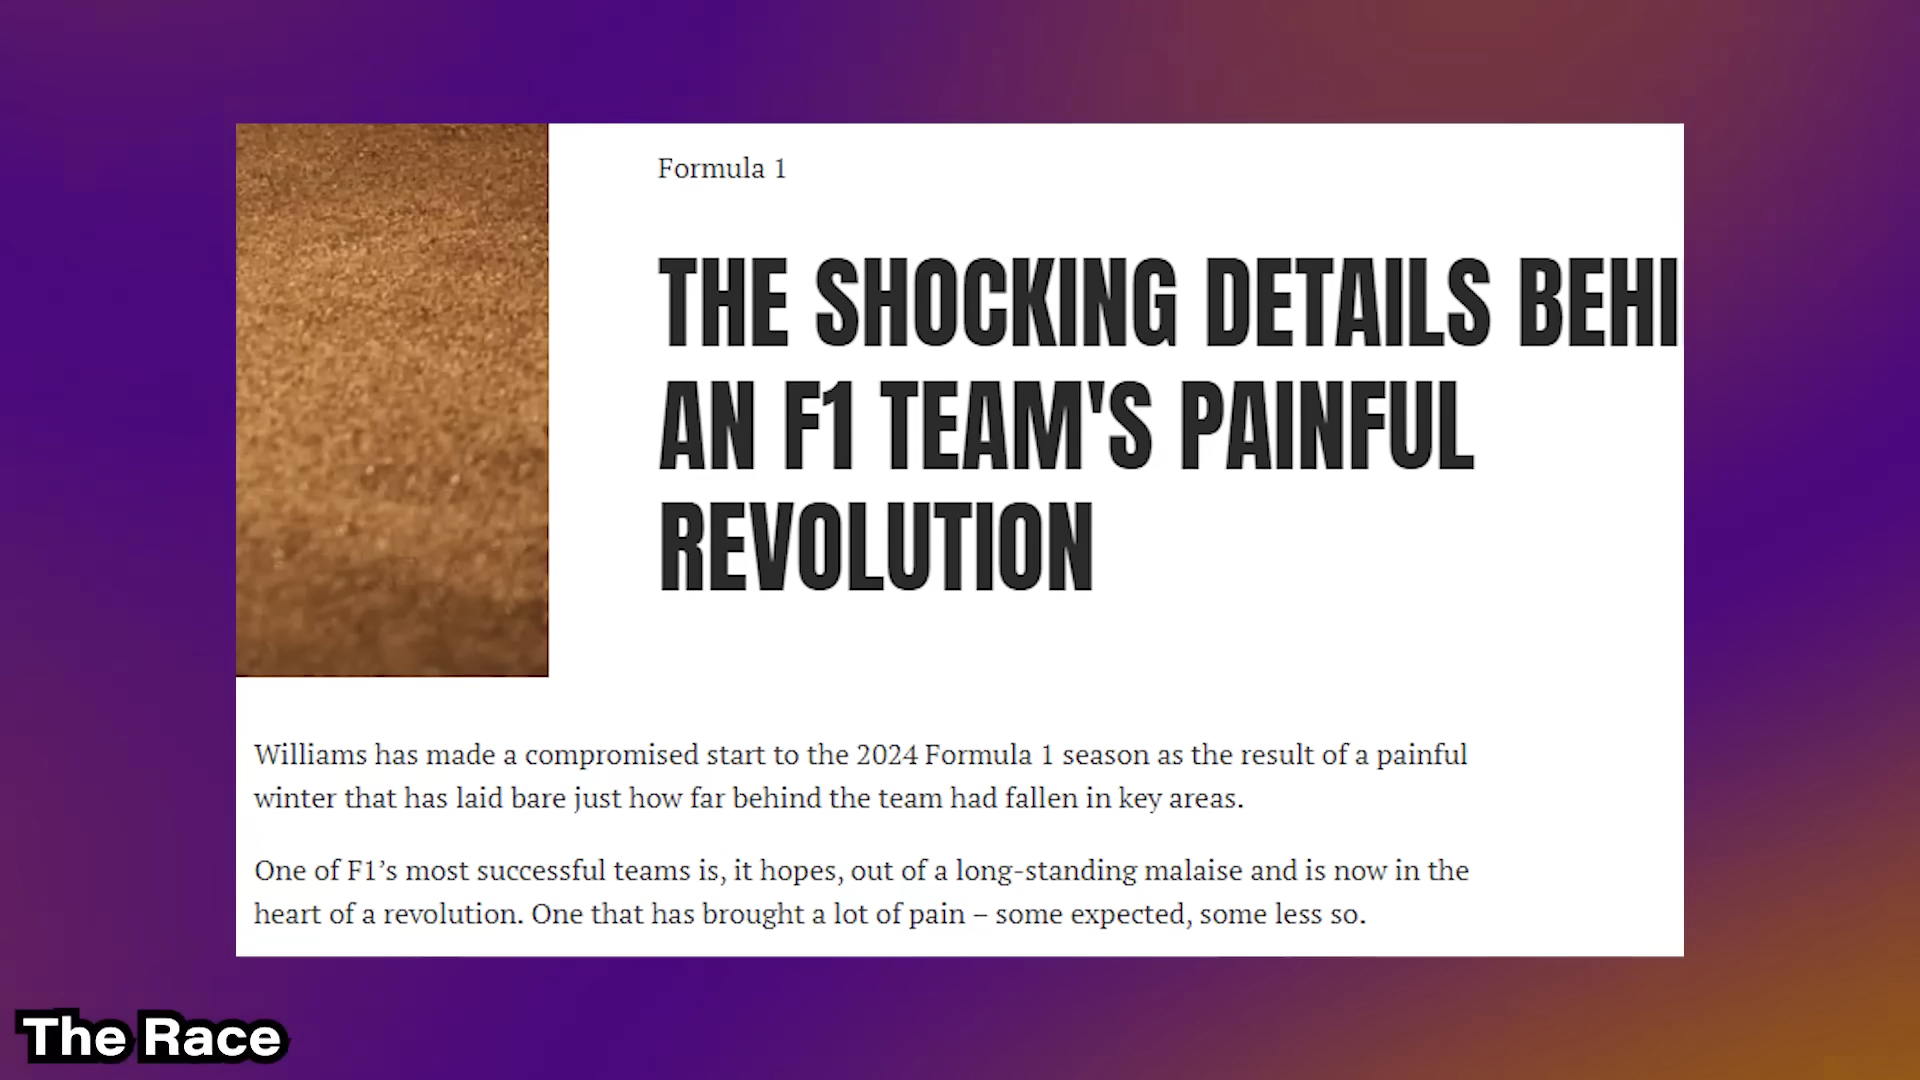 Formula 1
THE SHOCKING DETAILS BEHI
AN F1 TEAM'S PAINFUL
REVOLUTION
Williams has made a compromised start to the 2024 Formula 1 season as the result of a painful
winter that has laid bare just how far behind the team had fallen in key areas.
One of F1’s most successful teams is, it hopes, out of a long-standing malaise and is now in the
heart of a revolution. One that has brought a lot of pain – some expected, some less so.
The Race